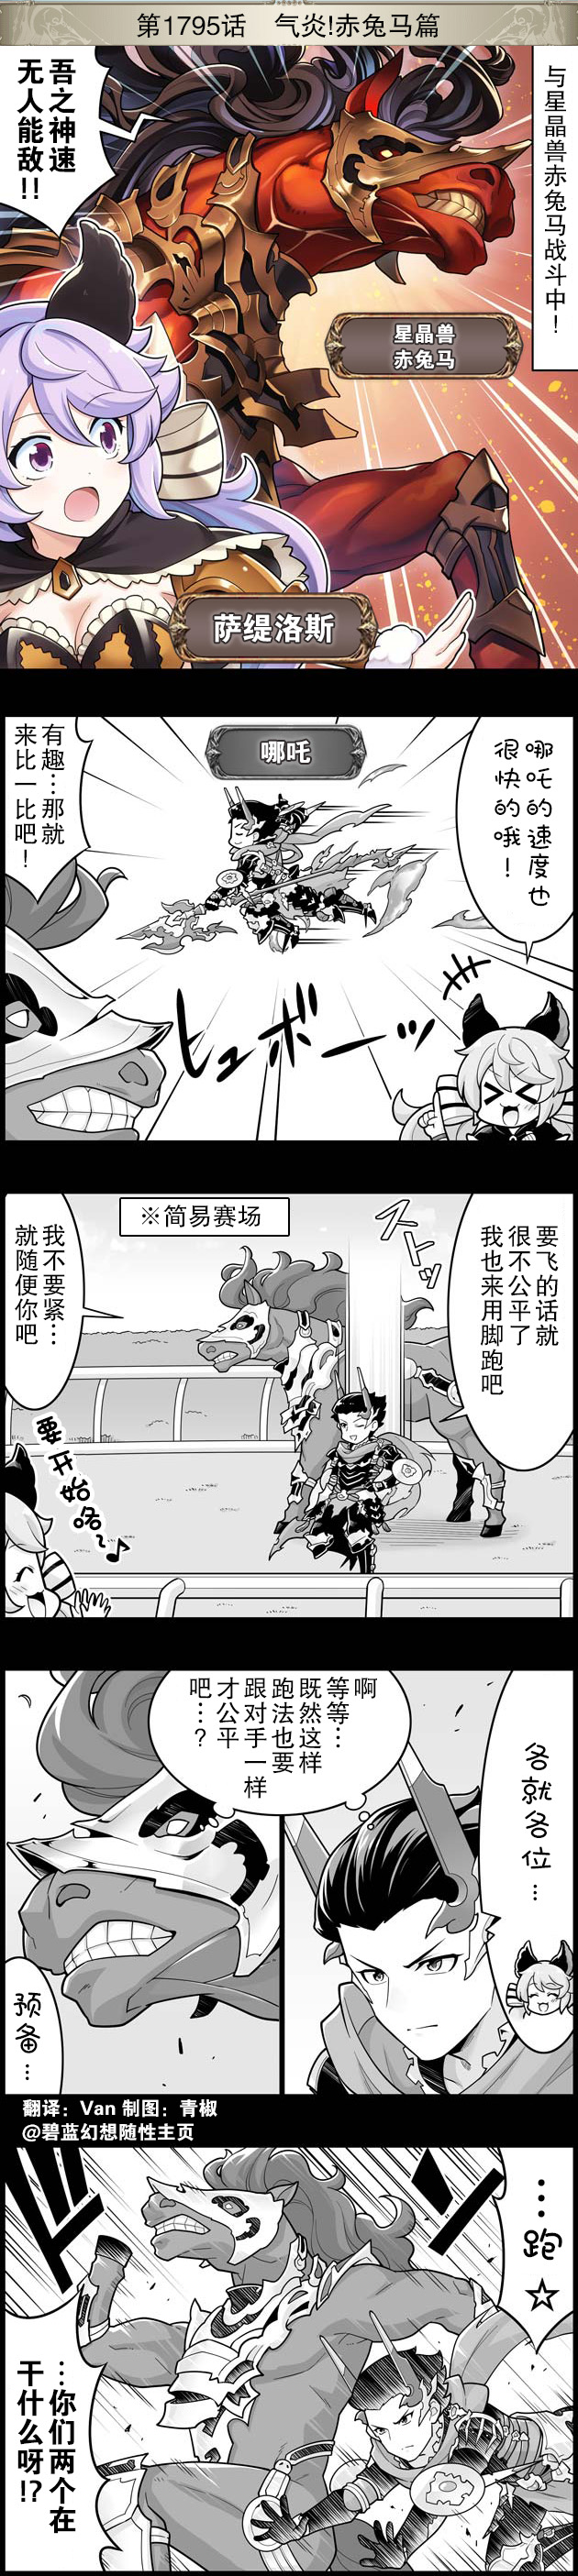 第1795话　气炎!赤兔马篇
与星晶兽赤兔马战斗中！
吾之神速
无人能敌!!
星晶兽
赤兔马
萨缇洛斯
哪吒的速度也
很快的哦！
哪吒
有趣…那就
来比一比吧！
ヒュボーッ
※简易赛场
要飞的话就
很不公平了
我也来用脚跑吧
ストッ
我不要紧…
就随便你吧
要开始咯~♪
各就各位…
啊
等等…
既然这样
跑法也要
跟对手一样
才公平
吧…?
预备…
翻译：Van 制图：青椒
@碧蓝幻想随性主页
…跑☆
…你们两个在
干什么呀!?